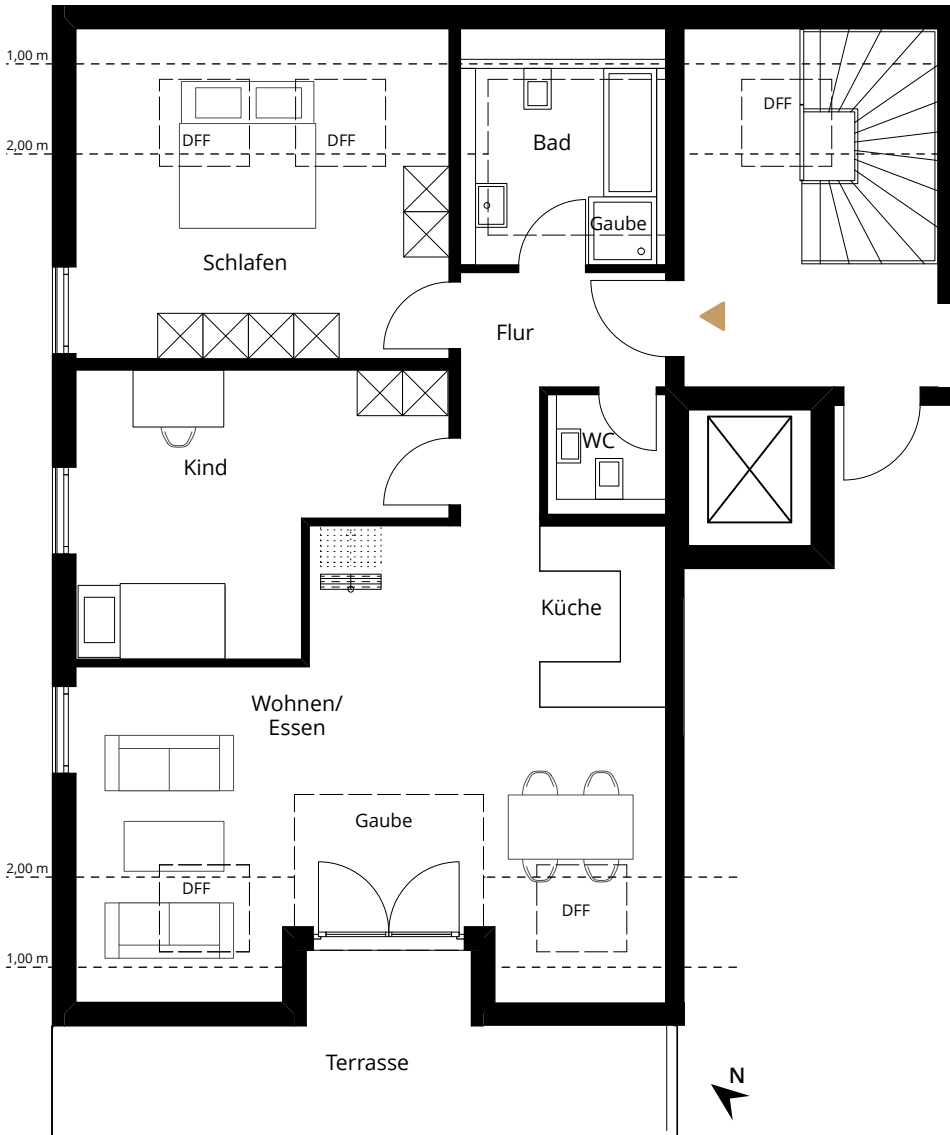 1,00 m
DFF
DFF
DFF
2,00 m
Bad
Gaube
Schlafen
Flur
WC
Kind
Küche
Wohnen/
Essen
Gaube
2,00 m
DFF
DFF
1,00 m
Terrasse
N